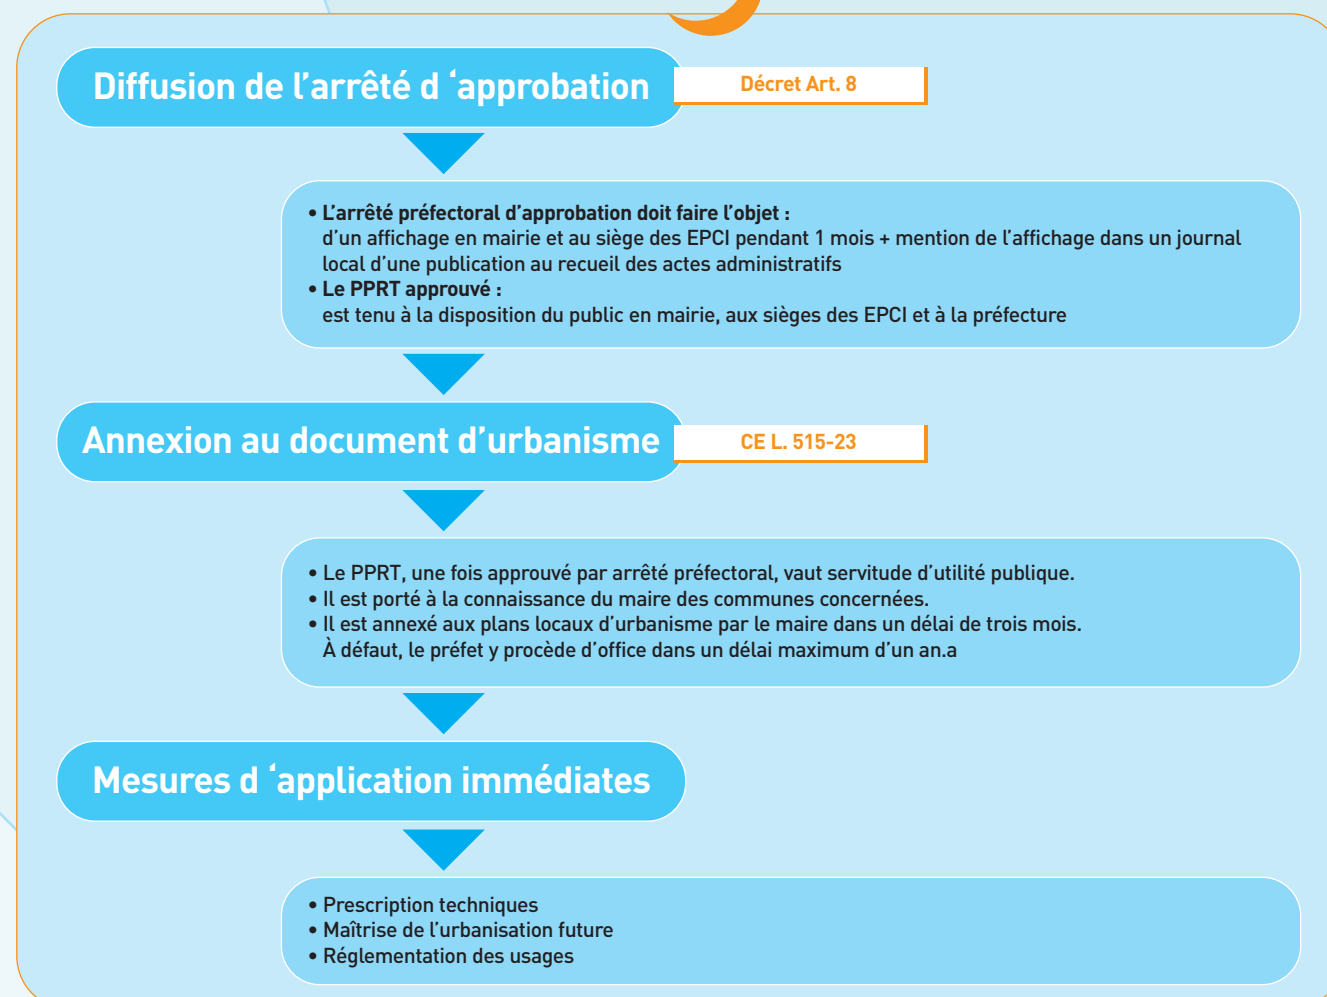 Diffusion de l’arrêté d ‘approbation
Décret Art. 8
• L’arrêté préfectoral d’approbation doit faire l’objet :
d’un affichage en mairie et au siège des EPCI pendant 1 mois + mention de l’affichage dans un journal
local d’une publication au recueil des actes administratifs
• Le PPRT approuvé :
est tenu à la disposition du public en mairie, aux sièges des EPCI et à la préfecture
Annexion au document d’urbanisme
CE L. 515-23
• Le PPRT, une fois approuvé par arrêté préfectoral, vaut servitude d’utilité publique.
• Il est porté à la connaissance du maire des communes concernées.
• Il est annexé aux plans locaux d’urbanisme par le maire dans un délai de trois mois.
À défaut, le préfet y procède d’office dans un délai maximum d’un an.a
Mesures d ‘application immédiates
• Prescription techniques
• Maîtrise de l’urbanisation future
• Réglementation des usages